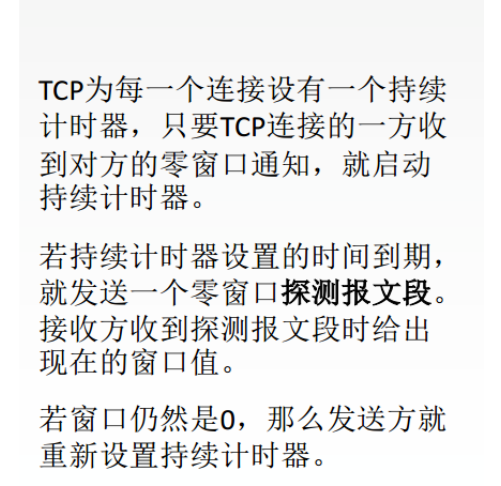 TCP为每一个连接设有一个持续
计时器，只要TCP连接的一方收
到对方的零窗口通知，就启动
持续计时器。
若持续计时器设置的时间到期，
就发送一个零窗口探测报文段。
接收方收到探测报文段时给出
现在的窗口值。
若窗口仍然是0，那么发送方就
重新设置持续计时器。